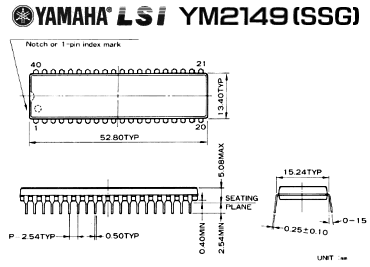 YAMAHA LSI YM2149 (SSG)
Notch or 1-pin index mark
40
21
13.40TYP
1
20
52.80TYP
5.08MAX
15.24TYP
SEATING
PLANE
P=2.54TYP
0.50TYP
0.40MIN
2.54MIN
0.25±0.10
0-15
UNIT : mm